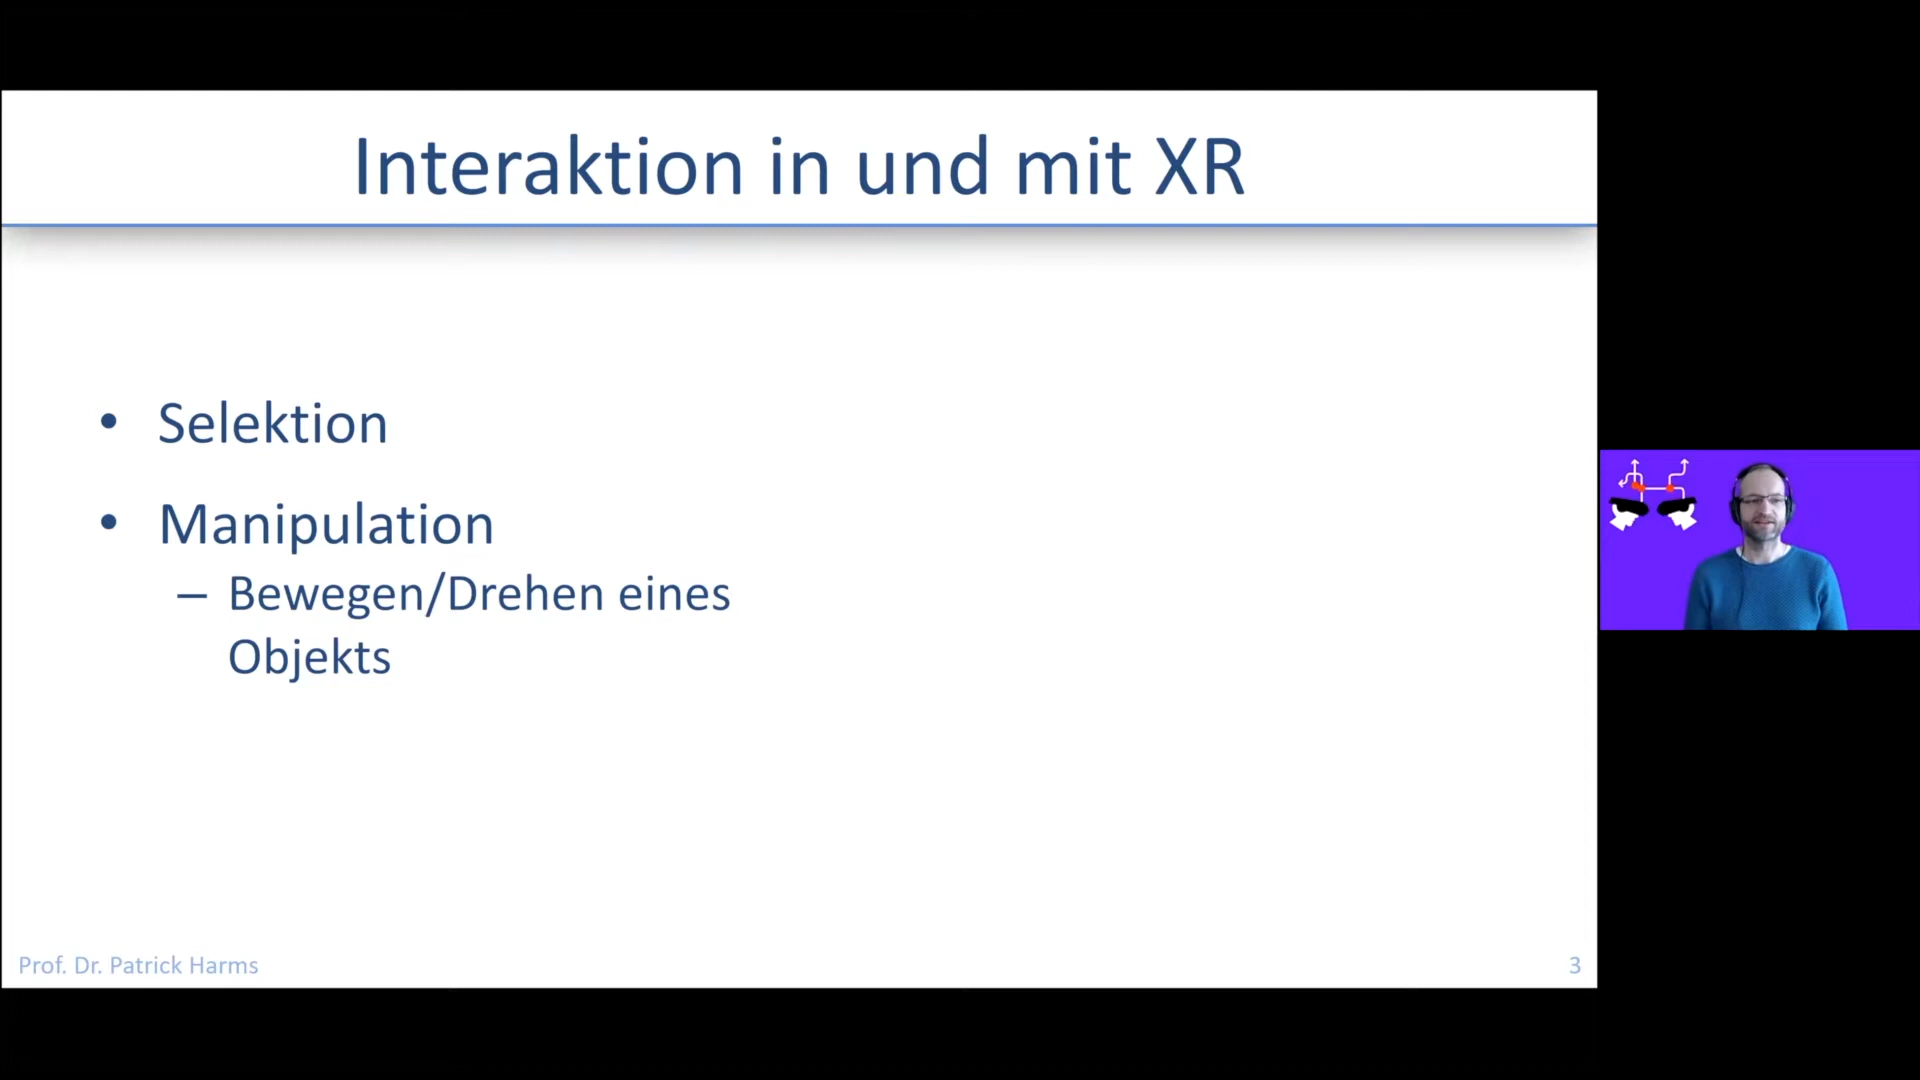 Interaktion in und mit XR
• Selektion
• Manipulation
– Bewegen/Drehen eines
Objekts
Prof. Dr. Patrick Harms
3